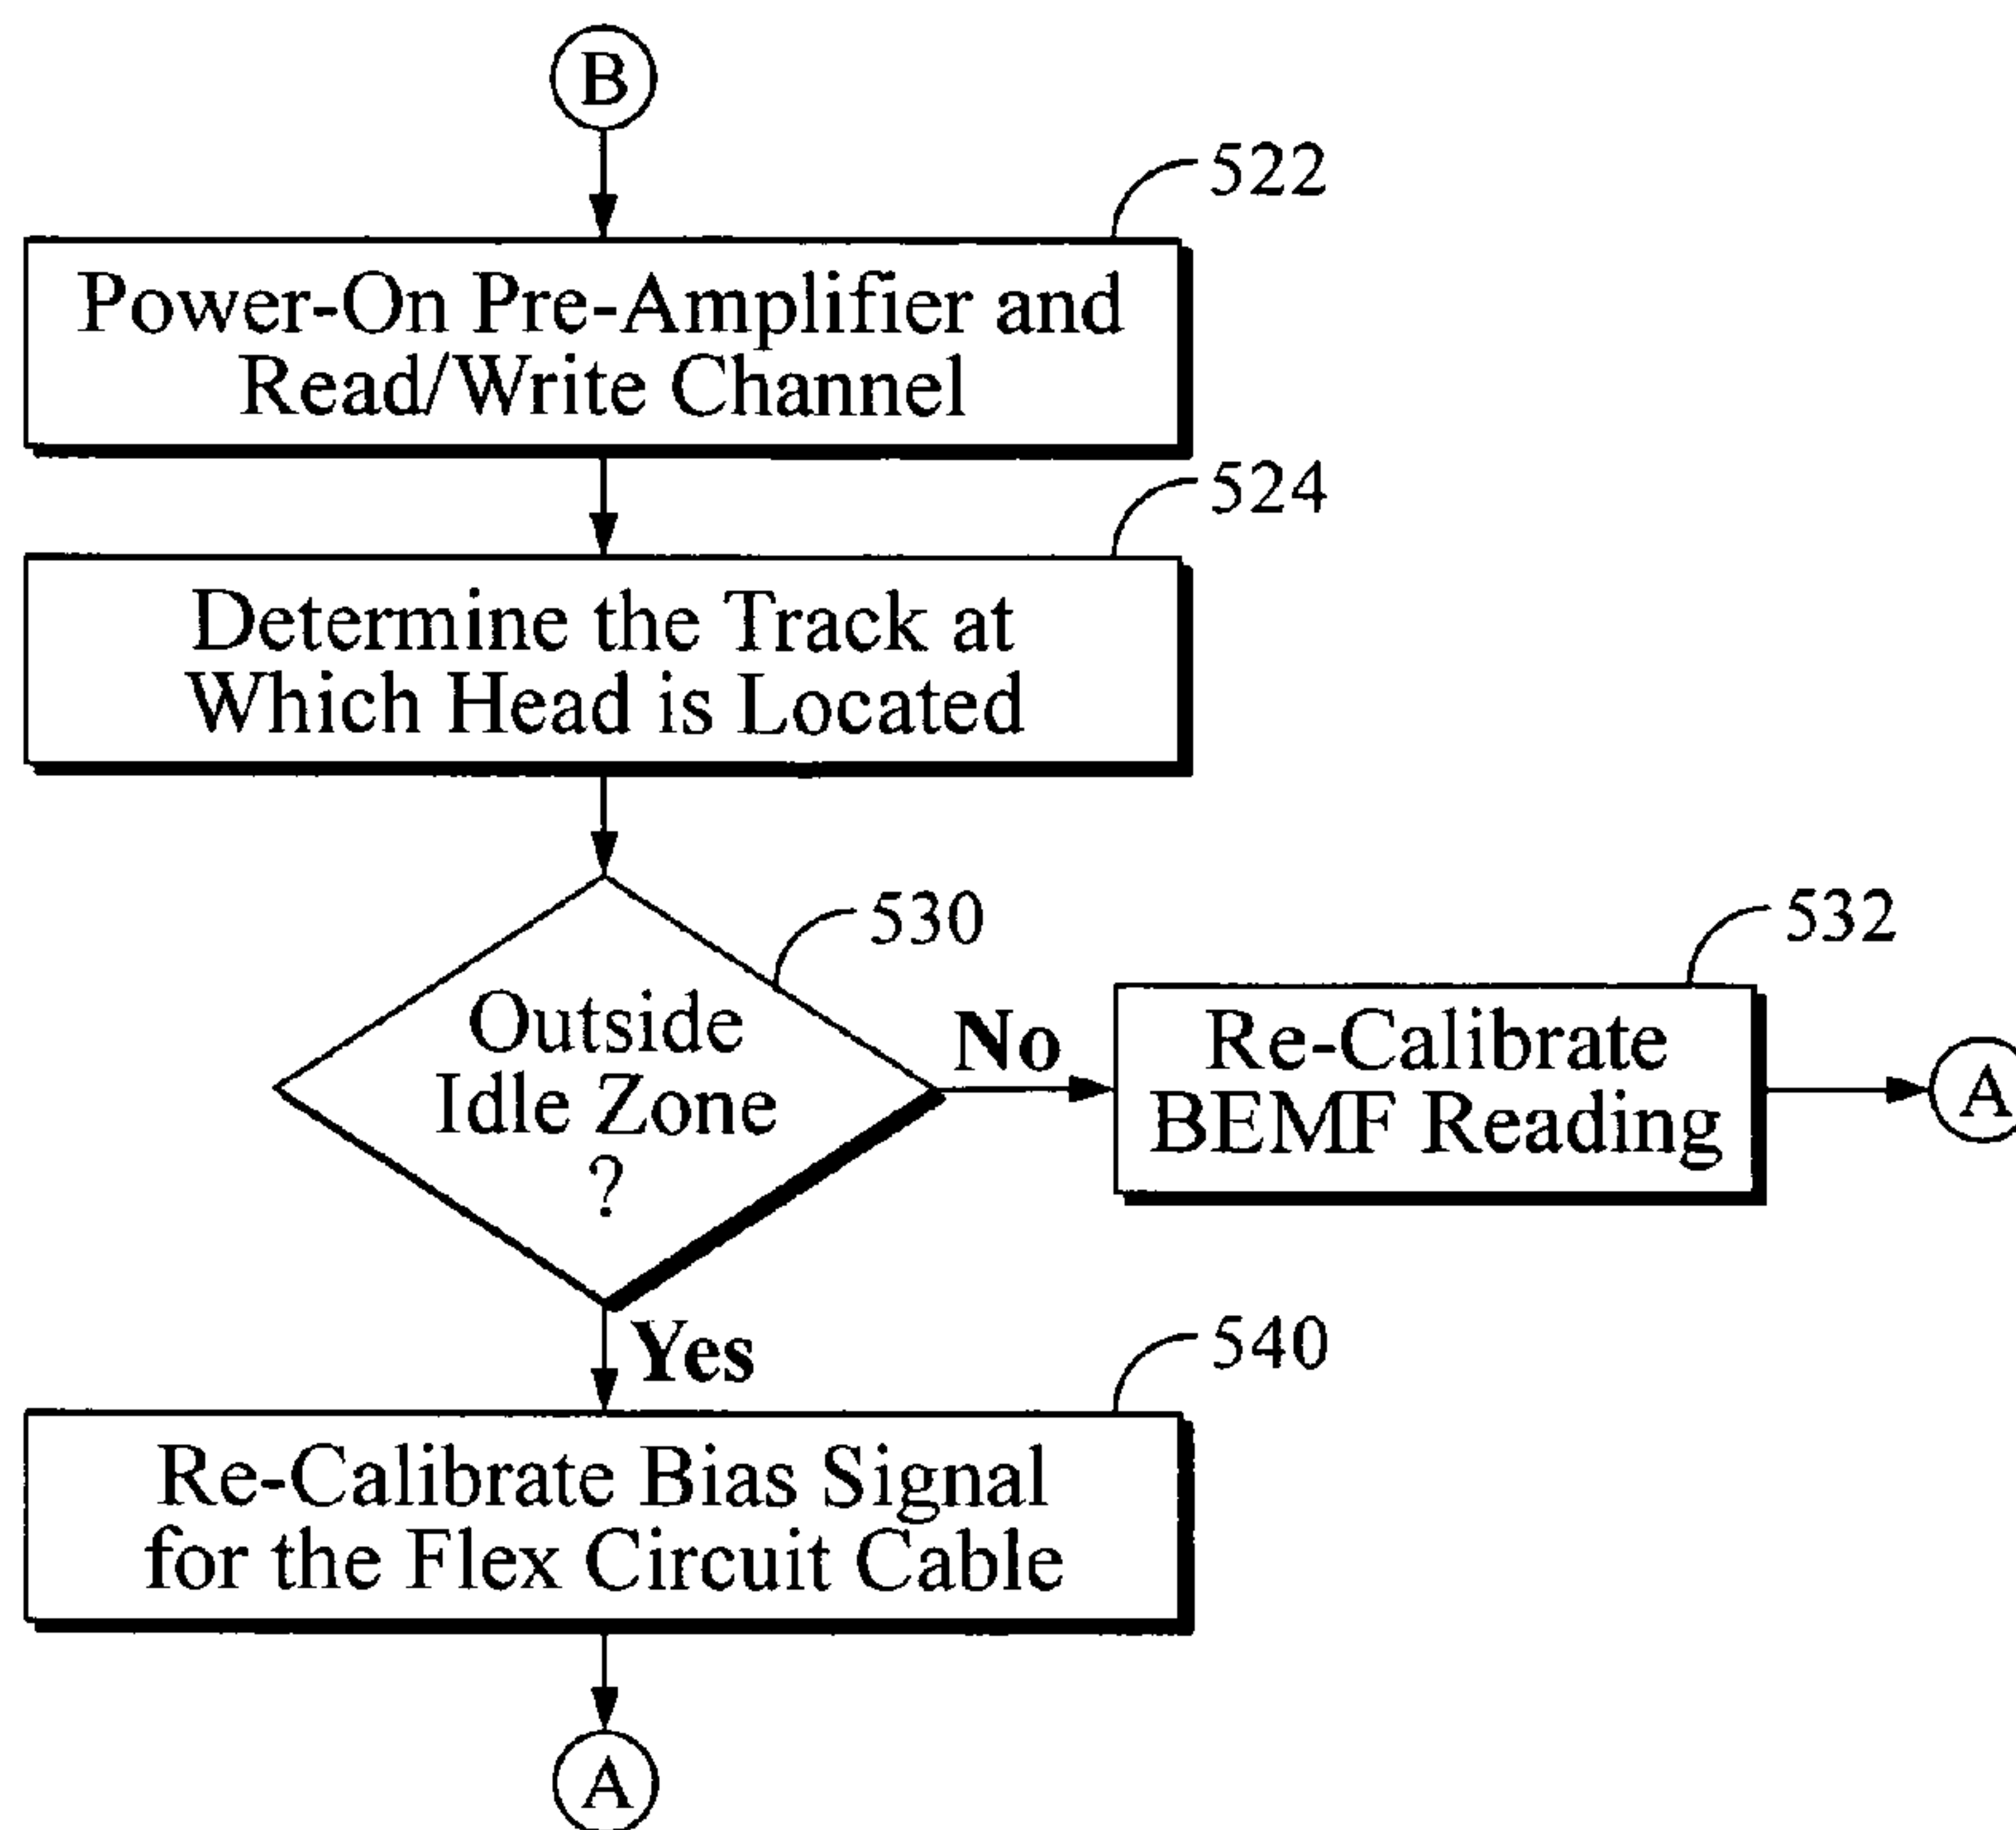 B
522
Power-On Pre-Amplifier and
Read/Write Channel
524
Determine the Track at
Which Head is Located
530
Outside
Idle Zone
?
No
532
Re-Calibrate
BEMF Reading
A
Yes
540
Re-Calibrate Bias Signal
for the Flex Circuit Cable
A